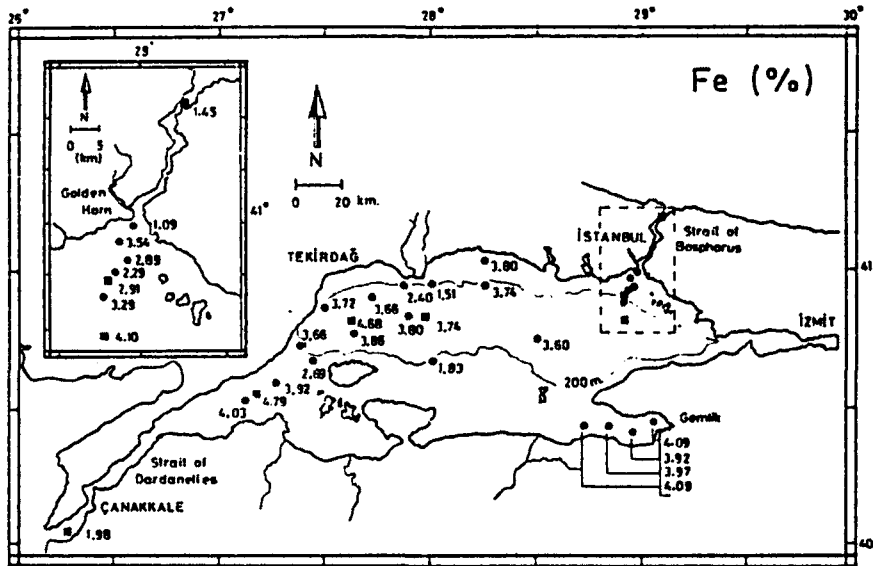 26° 27° 28° 29° 30°
29°
Fe (%)
N
1.45
0 5
(km)
N
0 20 km.
Golden
Horn
41°
1.09
3.54
2.89
2.29
2.91
3.29
4.10
TEKİRDAĞ
İSTANBUL
Strait of
Bosphorus
41
3.80
3.72 3.66 2.40 1.51 3.74
4.68 3.80 3.74
3.66 3.86 3.60
İZMİT
2.69 1.83
200m
3.92
4.79
4.03
Gemlik
4.09
3.92
3.97
4.09
Strait of
Dardanelles
ÇANAKKALE
1.98
40